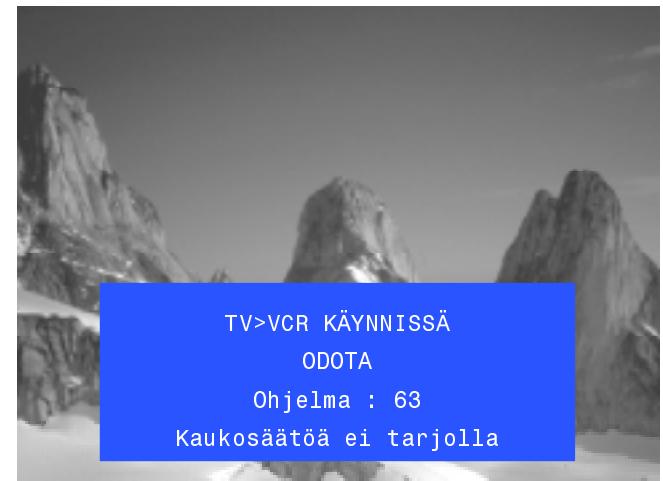 TV>VCR KÄYNNISSÄ
ODOTA
Ohjelma : 63
Kaukosäätöä ei tarjolla